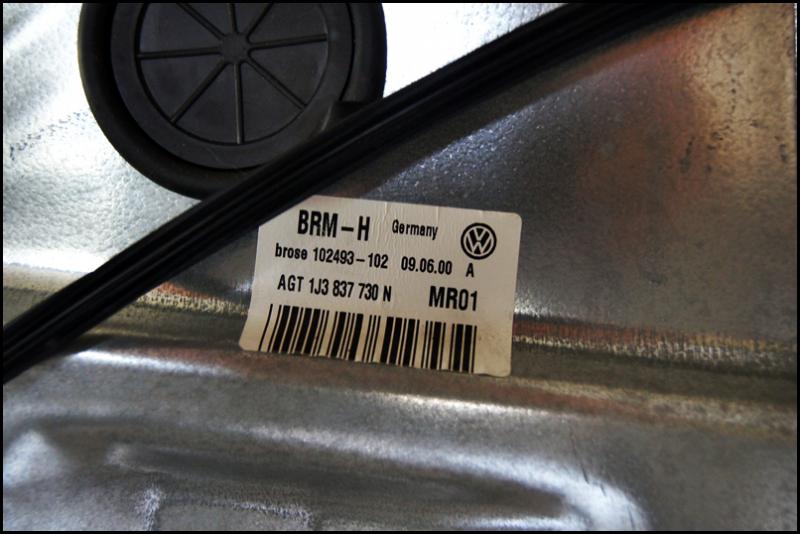 BRM-H Germany
brose 102493-102 09.06.00 A
AGT 1J3 837 730 N MR01